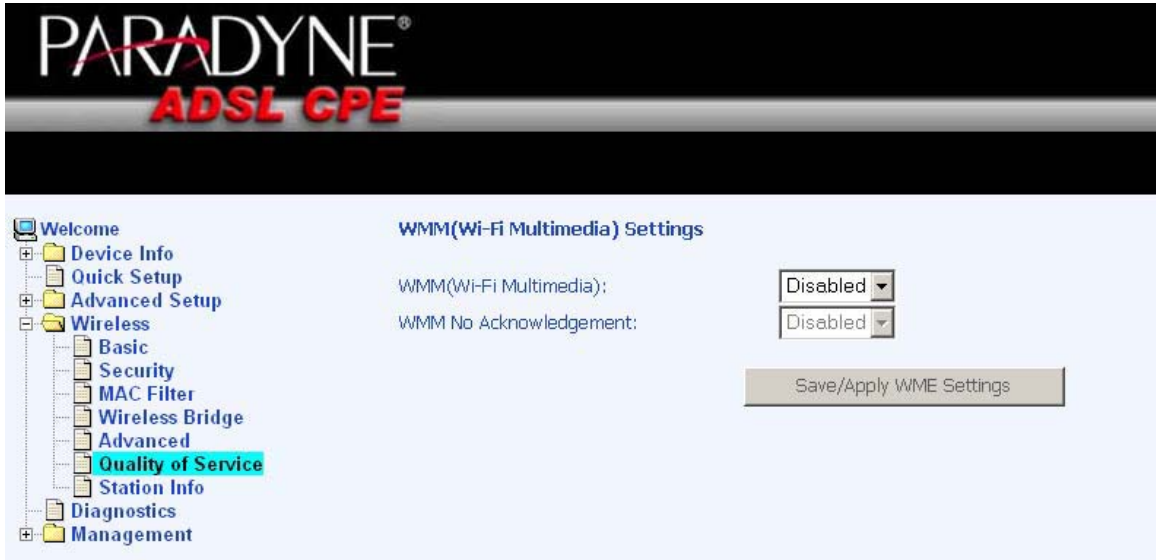 PARADYNE®
ADSL CPE
Welcome
Device Info
Quick Setup
Advanced Setup
Wireless
Basic
Security
MAC Filter
Wireless Bridge
Advanced
Quality of Service
Station Info
Diagnostics
Management
WMM(Wi-Fi Multimedia) Settings
WMM(Wi-Fi Multimedia): Disabled
WMM No Acknowledgement: Disabled
Save/Apply WME Settings